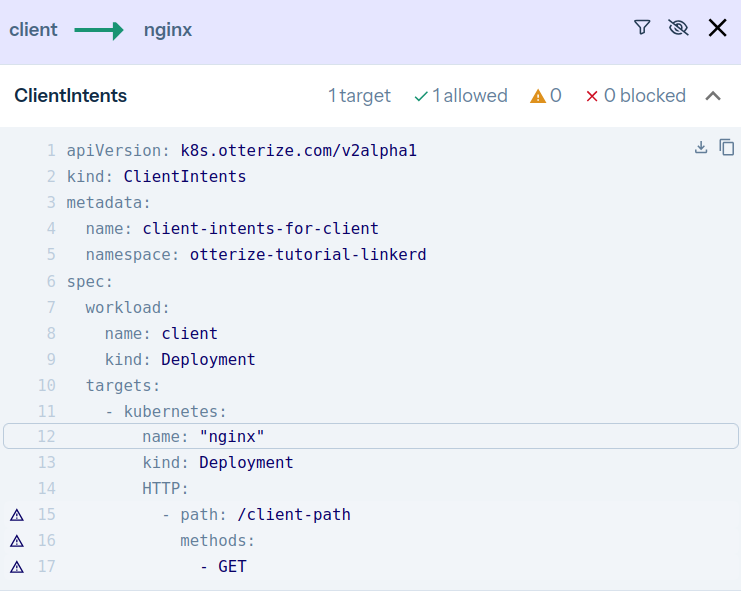 client nginx
ClientIntents 1 target 1 allowed 0 0 blocked
1 apiVersion: k8s.otterize.com/v2alpha1
2 kind: ClientIntents
3 metadata:
4   name: client-intents-for-client
5   namespace: otterize-tutorial-linkerd
6 spec:
7   workload:
8     name: client
9     kind: Deployment
10   targets:
11     - kubernetes:
12         name: "nginx"
13         kind: Deployment
14         HTTP:
15           - path: /client-path
16             methods:
17               - GET